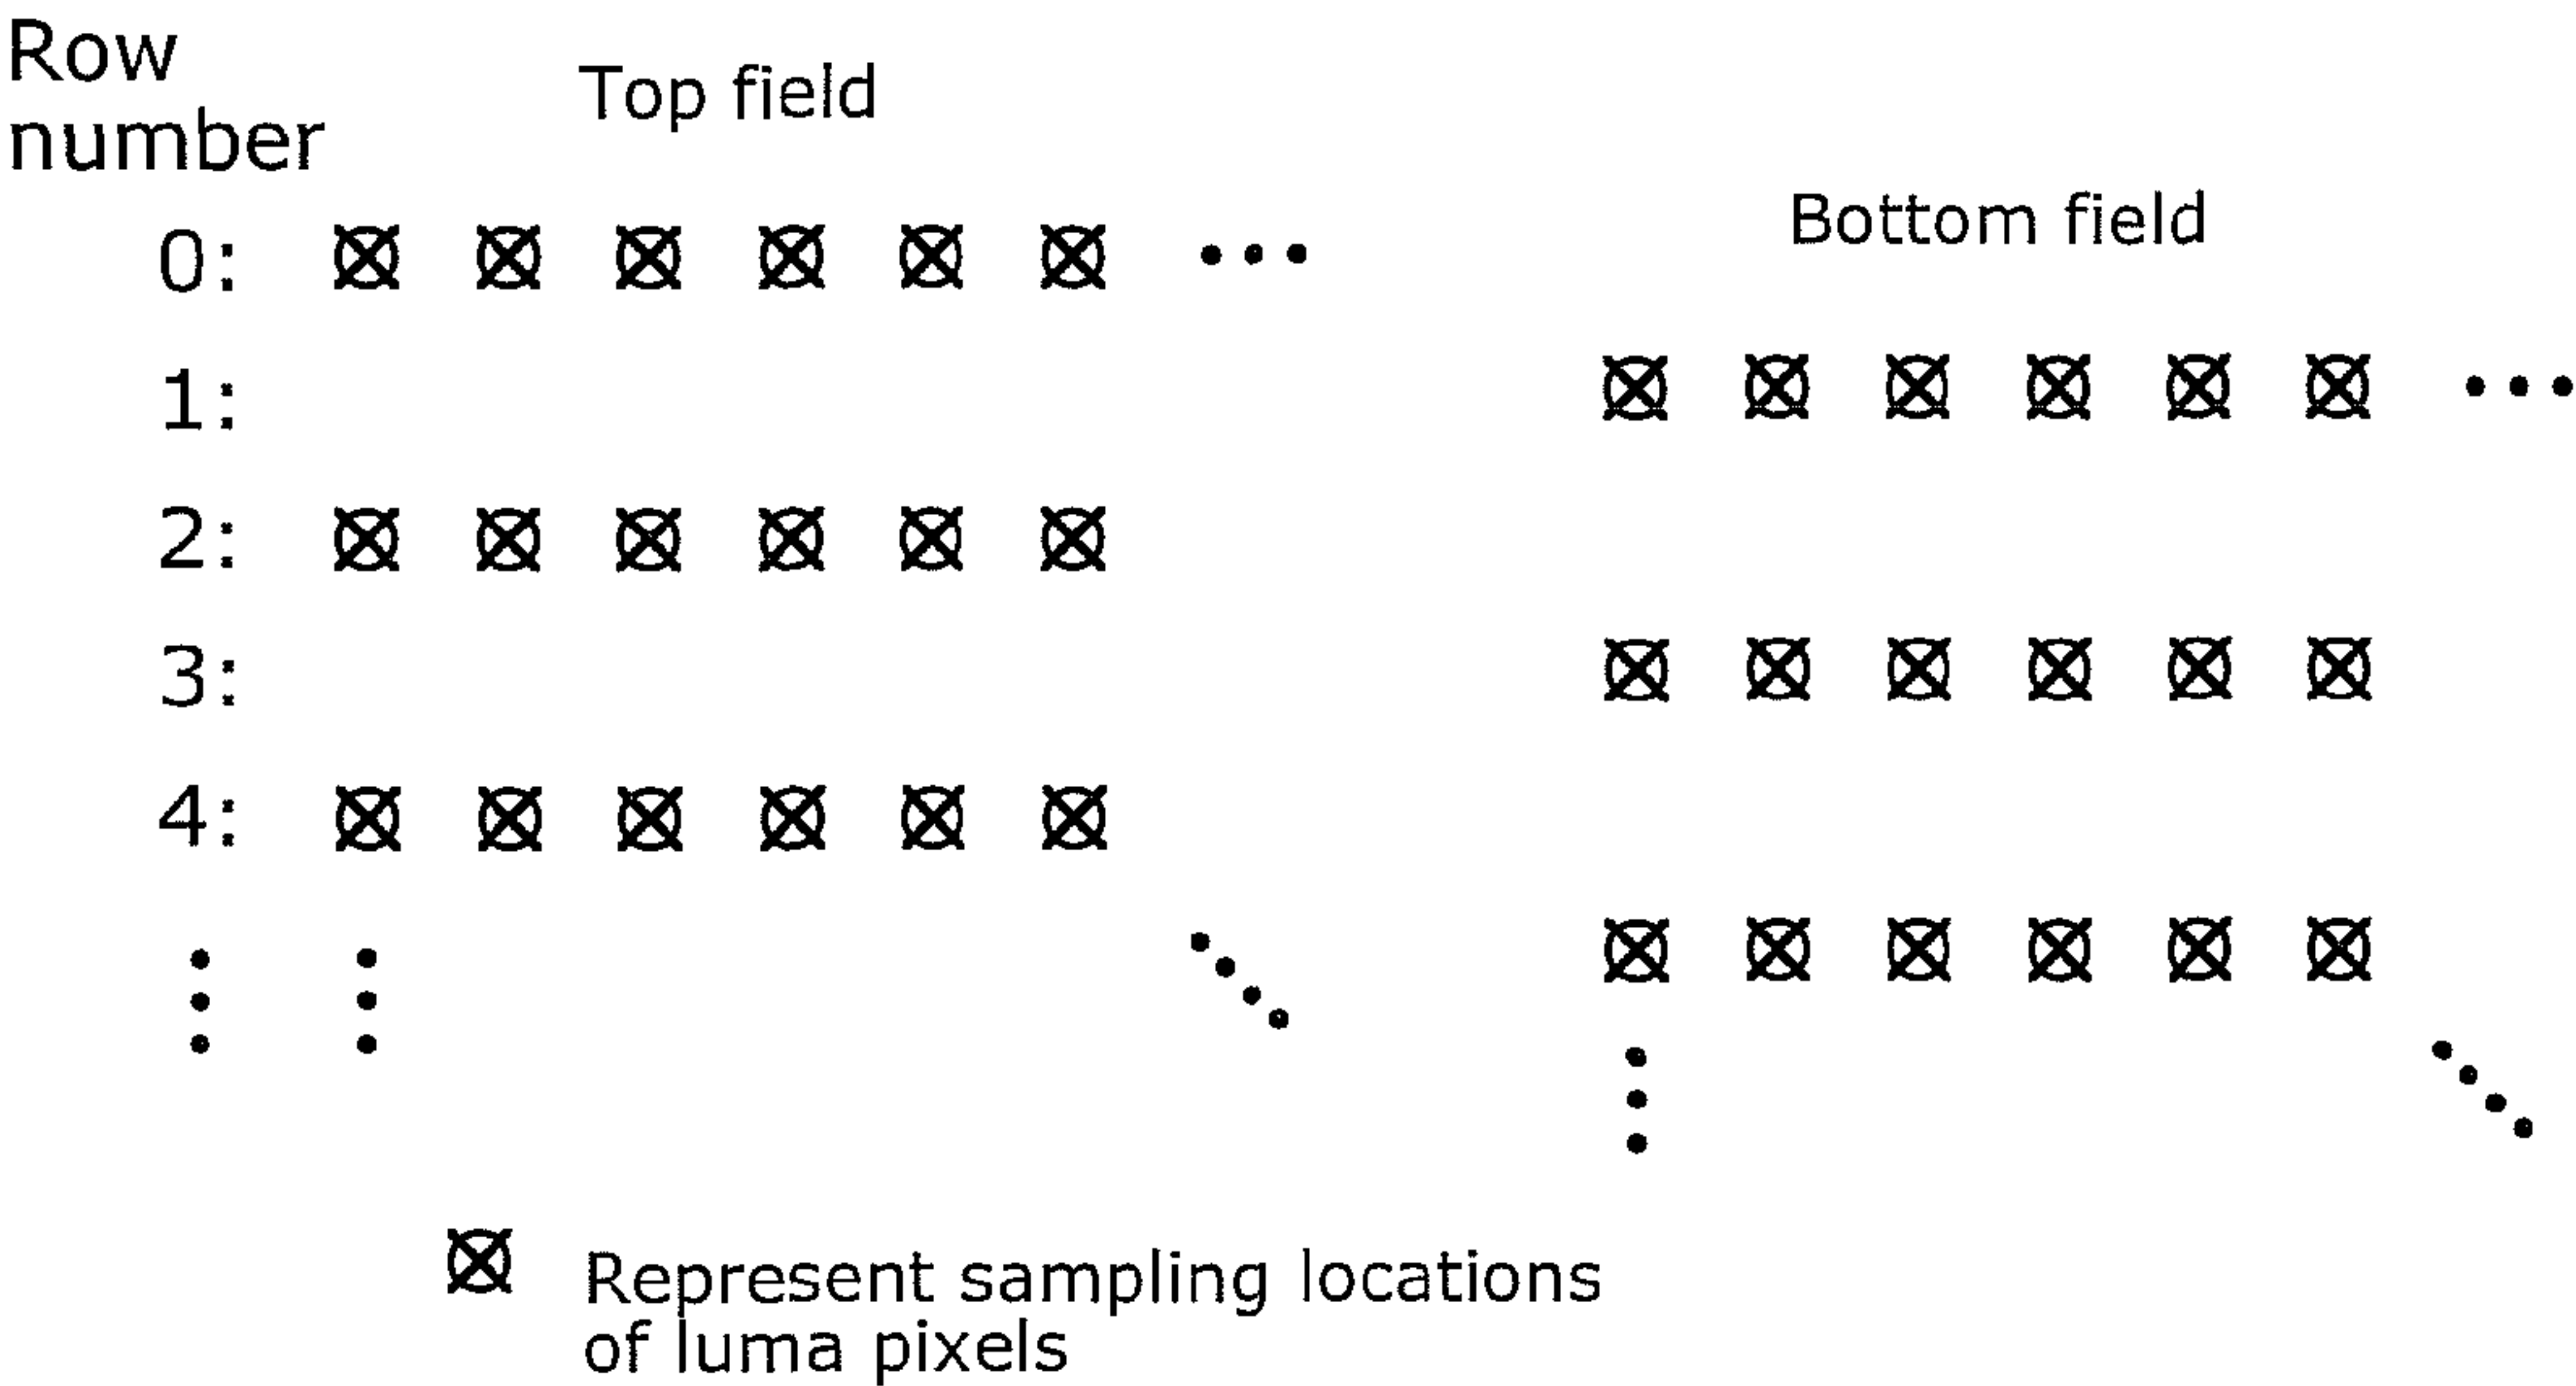 Row
number
Top field
Bottom field
0:
1:
2:
3:
4:
Represent sampling locations
of luma pixels